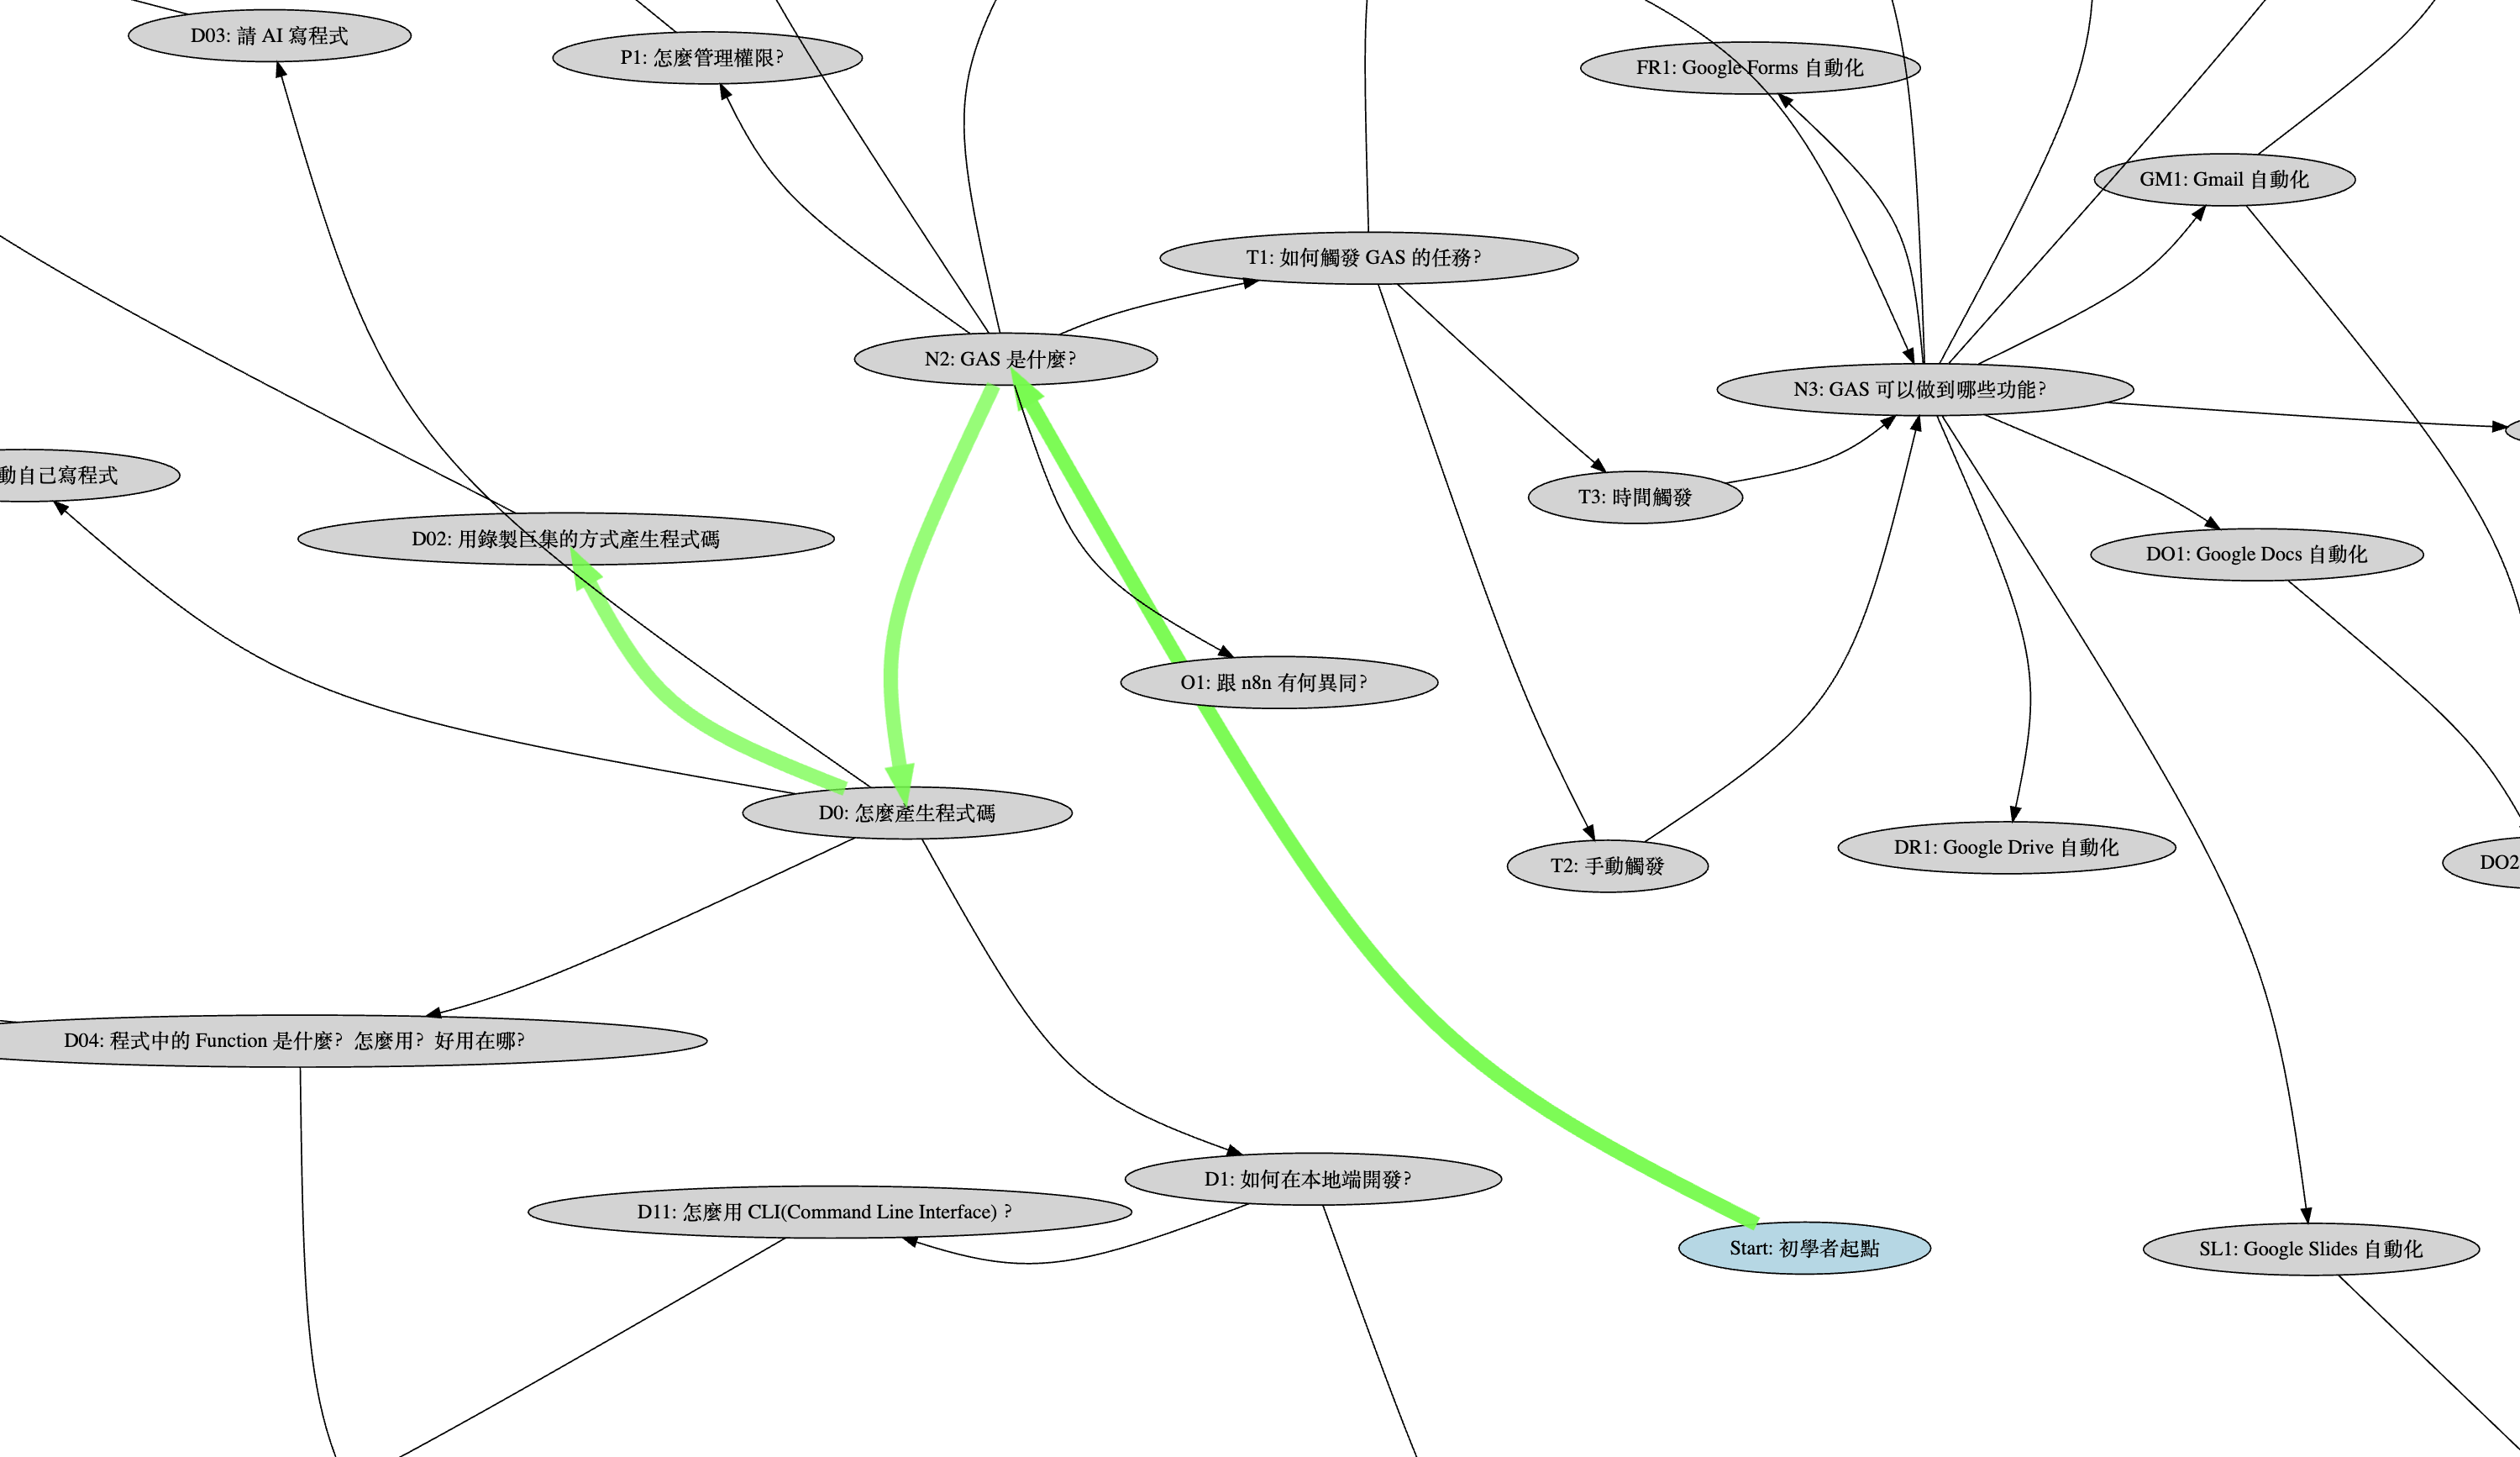 D03: 請 AI 寫程式
P1: 怎麼管理權限?
FR1: Google Forms 自動化
GM1: Gmail 自動化
T1: 如何觸發 GAS 的任務?
N2: GAS 是什麼?
N3: GAS 可以做到哪些功能?
動自己寫程式
T3: 時間觸發
D02: 用錄製巨集的方式產生程式碼
DO1: Google Docs 自動化
O1: 跟 n8n 有何異同?
D0: 怎麼產生程式碼
DR1: Google Drive 自動化
T2: 手動觸發
DO2
D04: 程式中的 Function 是什麼? 怎麼用? 好用在哪?
D1: 如何在本地端開發?
D11: 怎麼用 CLI(Command Line Interface) ?
Start: 初學者起點
SL1: Google Slides 自動化